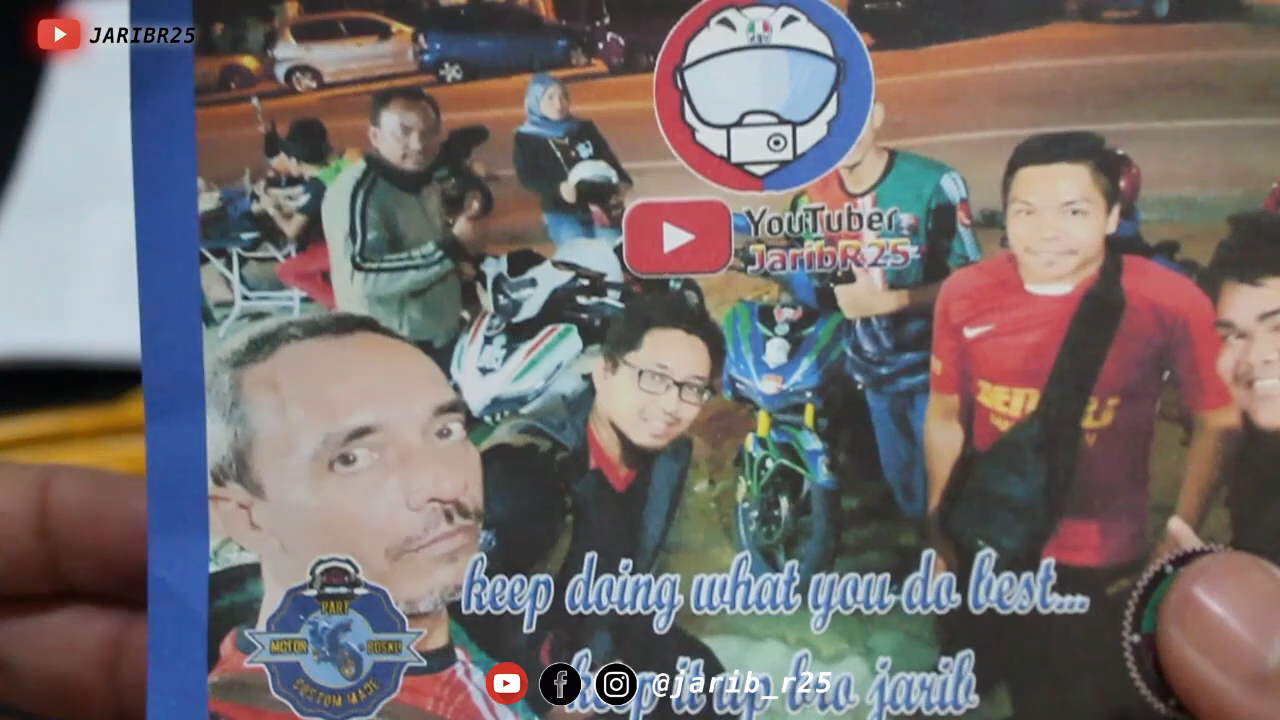 JARIBR25
AGV
YouTuber
JaribR25
keep doing what you do best...
PART
MOTOR BOSKU
CUSTOM MADE
keep it up bro jarib
@jarib_r25